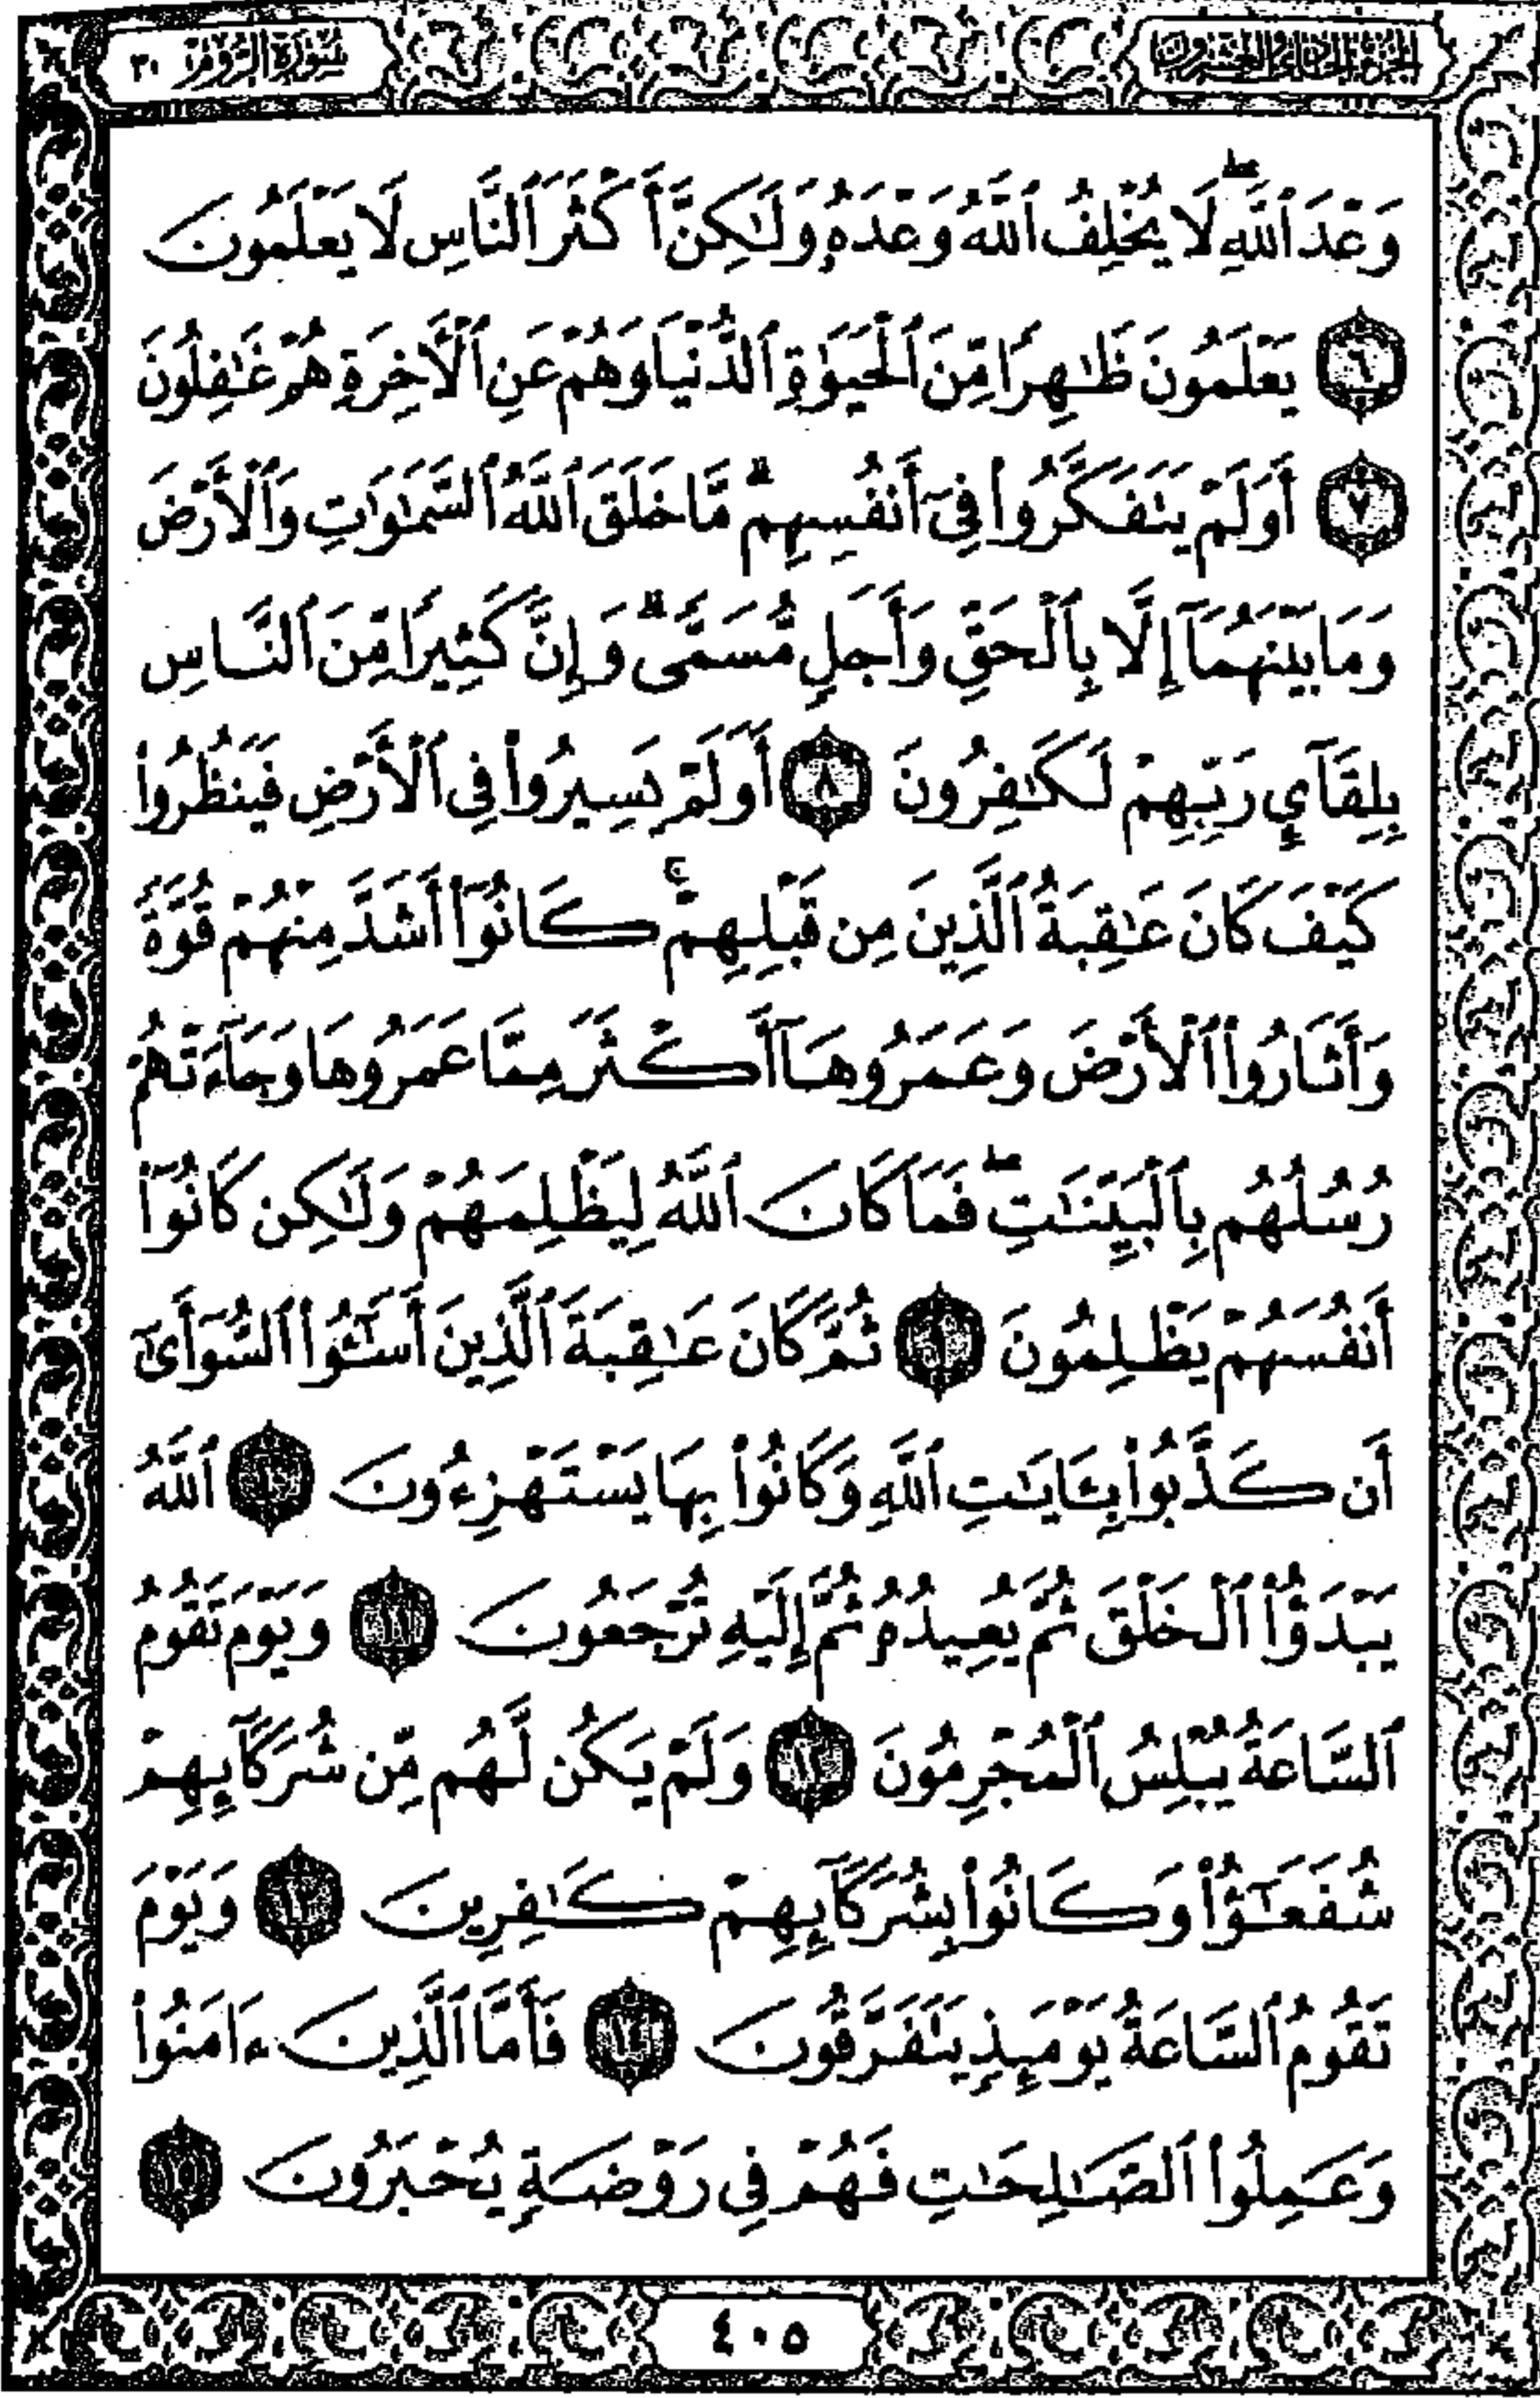 الجزء الحادي والعشرون
سُورَةُ الرُّومِ ٣٠
وَعْدَ ٱللَّهِۖ لَا يُخْلِفُ ٱللَّهُ وَعْدَهُۥ وَلَٰكِنَّ أَكْثَرَ ٱلنَّاسِ لَا يَعْلَمُونَ
٦ يَعْلَمُونَ ظَٰهِرًا مِّنَ ٱلْحَيَوٰةِ ٱلدُّنْيَا وَهُمْ عَنِ ٱلْءَاخِرَةِ هُمْ غَٰفِلُونَ
٧ أَوَلَمْ يَتَفَكَّرُوا۟ فِىٓ أَنفُسِهِمۗ مَّا خَلَقَ ٱللَّهُ ٱلسَّمَٰوَٰتِ وَٱلْأَرْضَ
وَمَا بَيْنَهُمَآ إِلَّا بِٱلْحَقِّ وَأَجَلٍ مُّسَمًّىۗ وَإِنَّ كَثِيرًا مِّنَ ٱلنَّاسِ
بِلِقَآئِ رَبِّهِمْ لَكَٰفِرُونَ ٨ أَوَلَمْ يَسِيرُوا۟ فِى ٱلْأَرْضِ فَيَنظُرُوا۟
كَيْفَ كَانَ عَٰقِبَةُ ٱلَّذِينَ مِن قَبْلِهِمْۚ كَانُوٓا۟ أَشَدَّ مِنْهُمْ قُوَّةً
وَأَثَارُوا۟ ٱلْأَرْضَ وَعَمَرُوهَآ أَكْثَرَ مِمَّا عَمَرُوهَا وَجَآءَتْهُمْ
رُسُلُهُم بِٱلْبَيِّنَٰتِۖ فَمَا كَانَ ٱللَّهُ لِيَظْلِمَهُمْ وَلَٰكِن كَانُوٓا۟
أَنفُسَهُمْ يَظْلِمُونَ ٩ ثُمَّ كَانَ عَٰقِبَةَ ٱلَّذِينَ أَسَٰٓـُٔوا۟ ٱلسُّوٓأَىٰٓ
أَن كَذَّبُوا۟ بِـَٔايَٰتِ ٱللَّهِ وَكَانُوا۟ بِهَا يَسْتَهْزِءُونَ ١٠ ٱللَّهُ
يَبْدَؤُا۟ ٱلْخَلْقَ ثُمَّ يُعِيدُهُۥ ثُمَّ إِلَيْهِ تُرْجَعُونَ ١١ وَيَوْمَ تَقُومُ
ٱلسَّاعَةُ يُبْلِسُ ٱلْمُجْرِمُونَ ١٢ وَلَمْ يَكُن لَّهُم مِّن شُرَكَآئِهِمْ
شُفَعَٰٓؤُا۟ وَكَانُوا۟ بِشُرَكَآئِهِمْ كَٰفِرِينَ ١٣ وَيَوْمَ
تَقُومُ ٱلسَّاعَةُ يَوْمَئِذٍ يَتَفَرَّقُونَ ١٤ فَأَمَّا ٱلَّذِينَ ءَامَنُوا۟
وَعَمِلُوا۟ ٱلصَّٰلِحَٰتِ فَهُمْ فِى رَوْضَةٍ يُحْبَرُونَ ١٥
٤٠٥